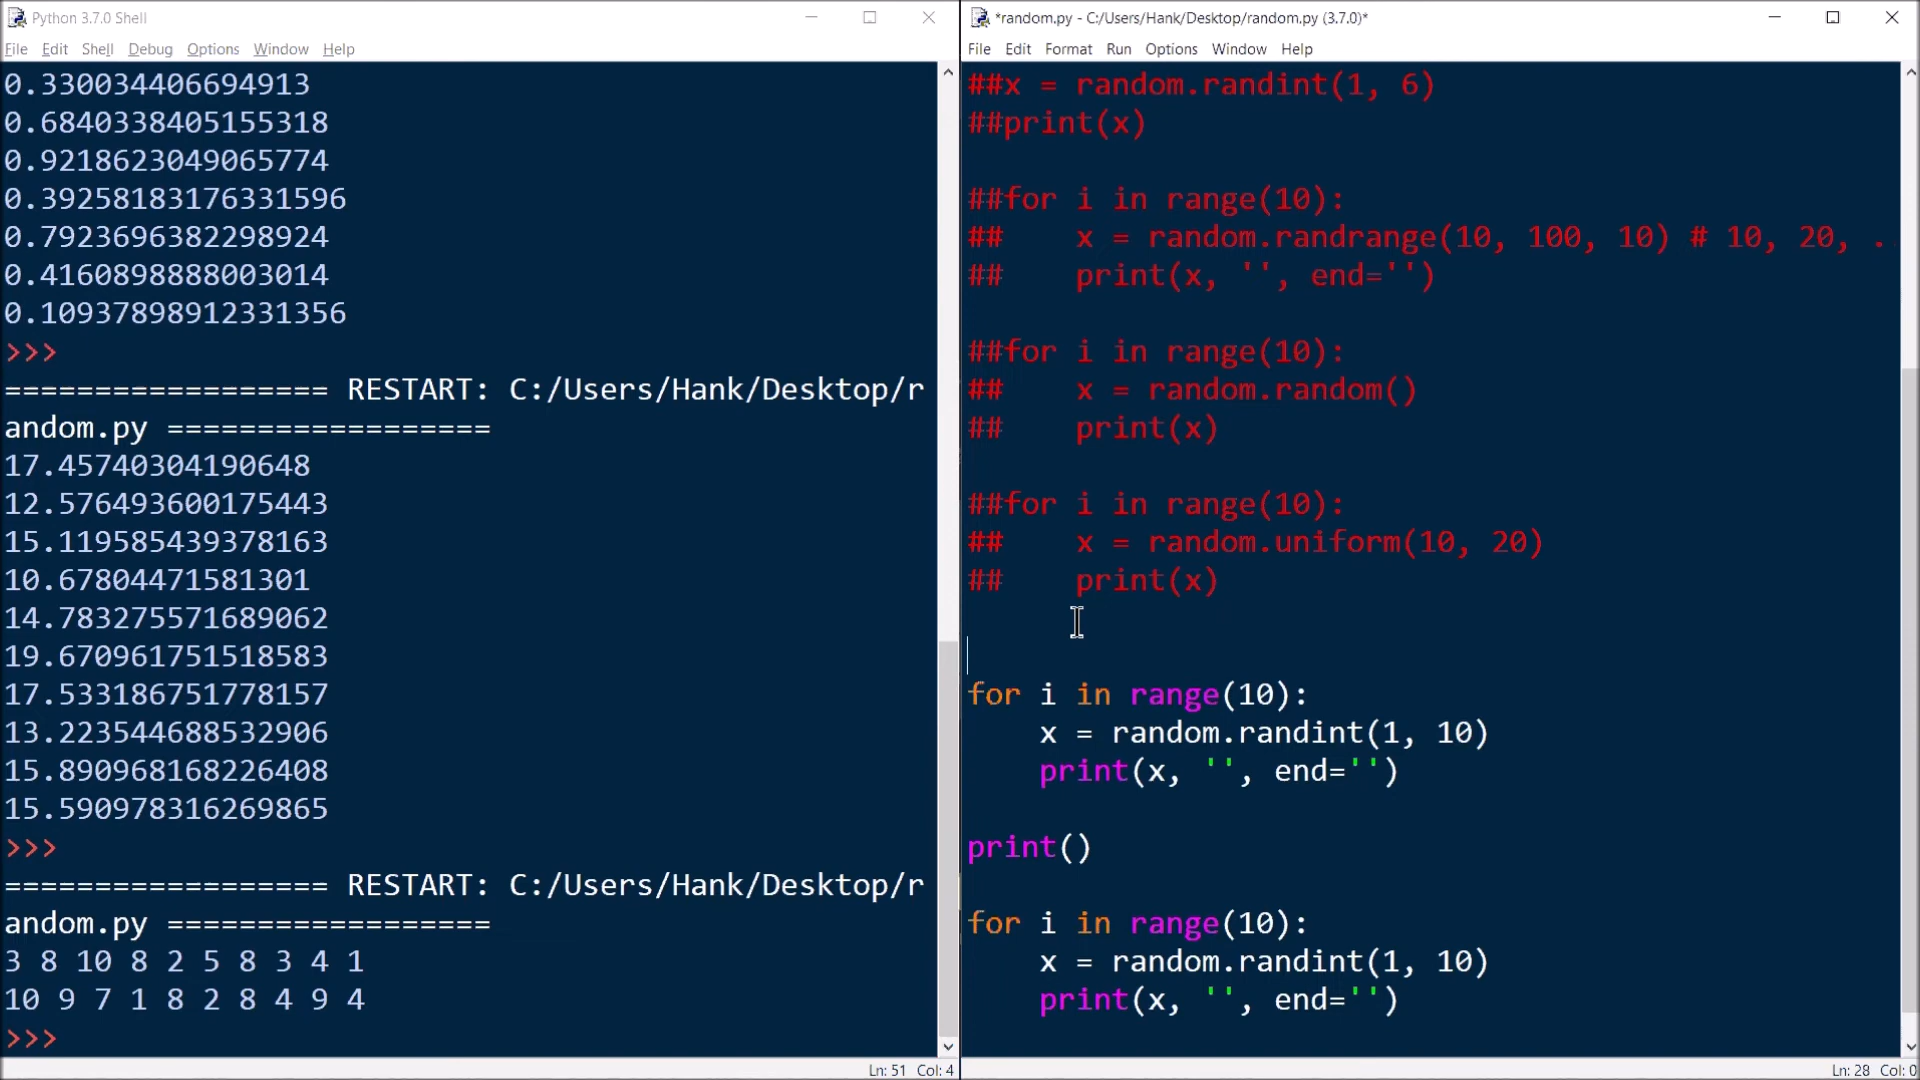 Python 3.7.0 Shell
File Edit Shell Debug Options Window Help
0.330034406694913
0.6840338405155318
0.9218623049065774
0.39258183176331596
0.7923696382298924
0.4160898888003014
0.10937898912331356
>>>
================== RESTART: C:/Users/Hank/Desktop/r
andom.py ==================
17.45740304190648
12.576493600175443
15.119585439378163
10.67804471581301
14.783275571689062
19.670961751518583
17.533186751778157
13.223544688532906
15.890968168226408
15.590978316269865
>>>
================== RESTART: C:/Users/Hank/Desktop/r
andom.py ==================
3 8 10 8 2 5 8 3 4 1
10 9 7 1 8 2 8 4 9 4
>>>
Ln: 51 Col: 4
*random.py - C:/Users/Hank/Desktop/random.py (3.7.0)*
File Edit Format Run Options Window Help
##x = random.randint(1, 6)
##print(x)
##for i in range(10):
##    x = random.randrange(10, 100, 10) # 10, 20, ..
##    print(x, '', end='')
##for i in range(10):
##    x = random.random()
##    print(x)
##for i in range(10):
##    x = random.uniform(10, 20)
##    print(x)
for i in range(10):
    x = random.randint(1, 10)
    print(x, '', end='')
print()
for i in range(10):
    x = random.randint(1, 10)
    print(x, '', end='')
Ln: 28 Col: 0